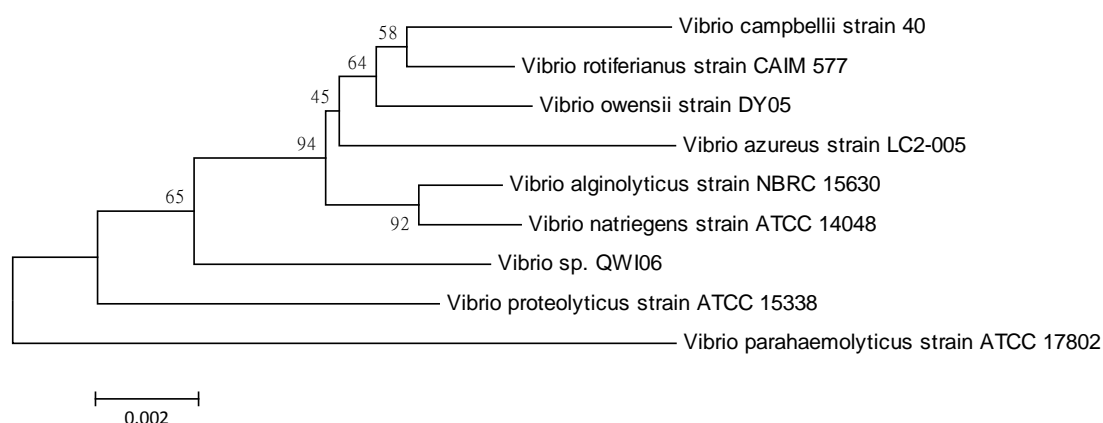 58
Vibrio campbellii strain 40
Vibrio rotiferianus strain CAIM 577
64
Vibrio owensii strain DY05
45
Vibrio azureus strain LC2-005
94
Vibrio alginolyticus strain NBRC 15630
65
92
Vibrio natriegens strain ATCC 14048
Vibrio sp. QWI06
Vibrio proteolyticus strain ATCC 15338
Vibrio parahaemolyticus strain ATCC 17802
0.002